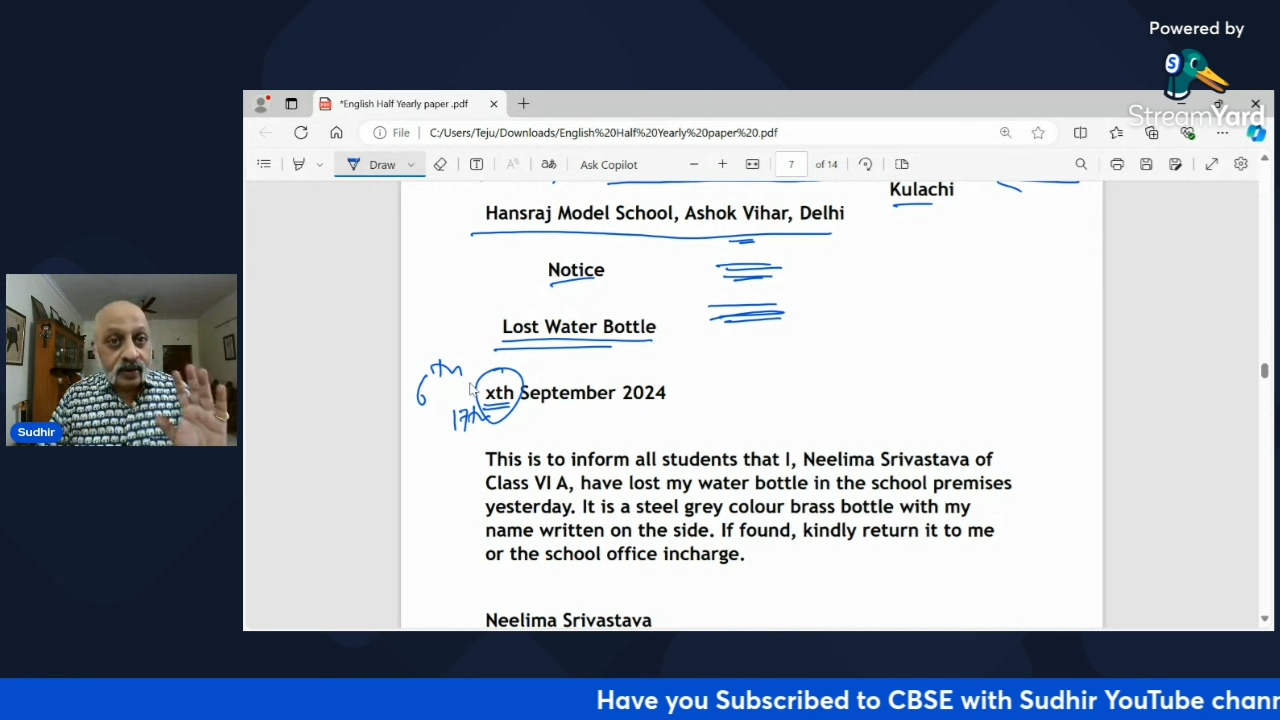 Powered by
S
StreamYard
*English Half Yearly paper .pdf
File
C:/Users/Teju/Downloads/English%20Half%20Yearly%20paper%20.pdf
Draw
Ask Copilot
7
of 14
Kulachi
Hansraj Model School, Ashok Vihar, Delhi
Notice
Lost Water Bottle
6th
xth September 2024
17th
This is to inform all students that I, Neelima Srivastava of
Class VI A, have lost my water bottle in the school premises
yesterday. It is a steel grey colour brass bottle with my
name written on the side. If found, kindly return it to me
or the school office incharge.
Neelima Srivastava
Sudhir
Have you Subscribed to CBSE with Sudhir YouTube chan